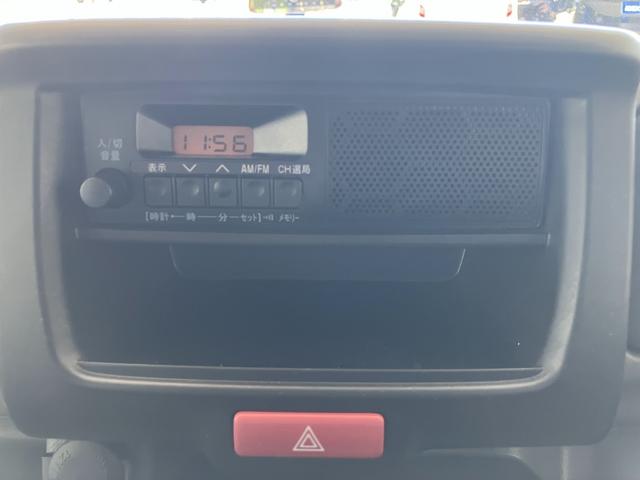 11:56
入/切
音量
表示 AM/FM CH選局
[時計 時 分 セット] メモリー